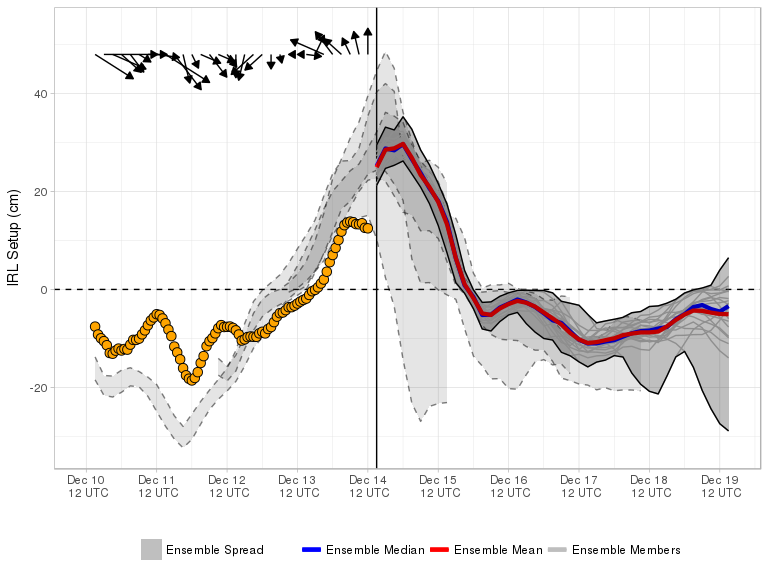 IRL Setup (cm)
40
20
0
-20
Dec 10 Dec 11 Dec 12 Dec 13 Dec 14 Dec 15 Dec 16 Dec 17 Dec 18 Dec 19
12 UTC 12 UTC 12 UTC 12 UTC 12 UTC 12 UTC 12 UTC 12 UTC 12 UTC 12 UTC
Ensemble Spread Ensemble Median Ensemble Mean Ensemble Members